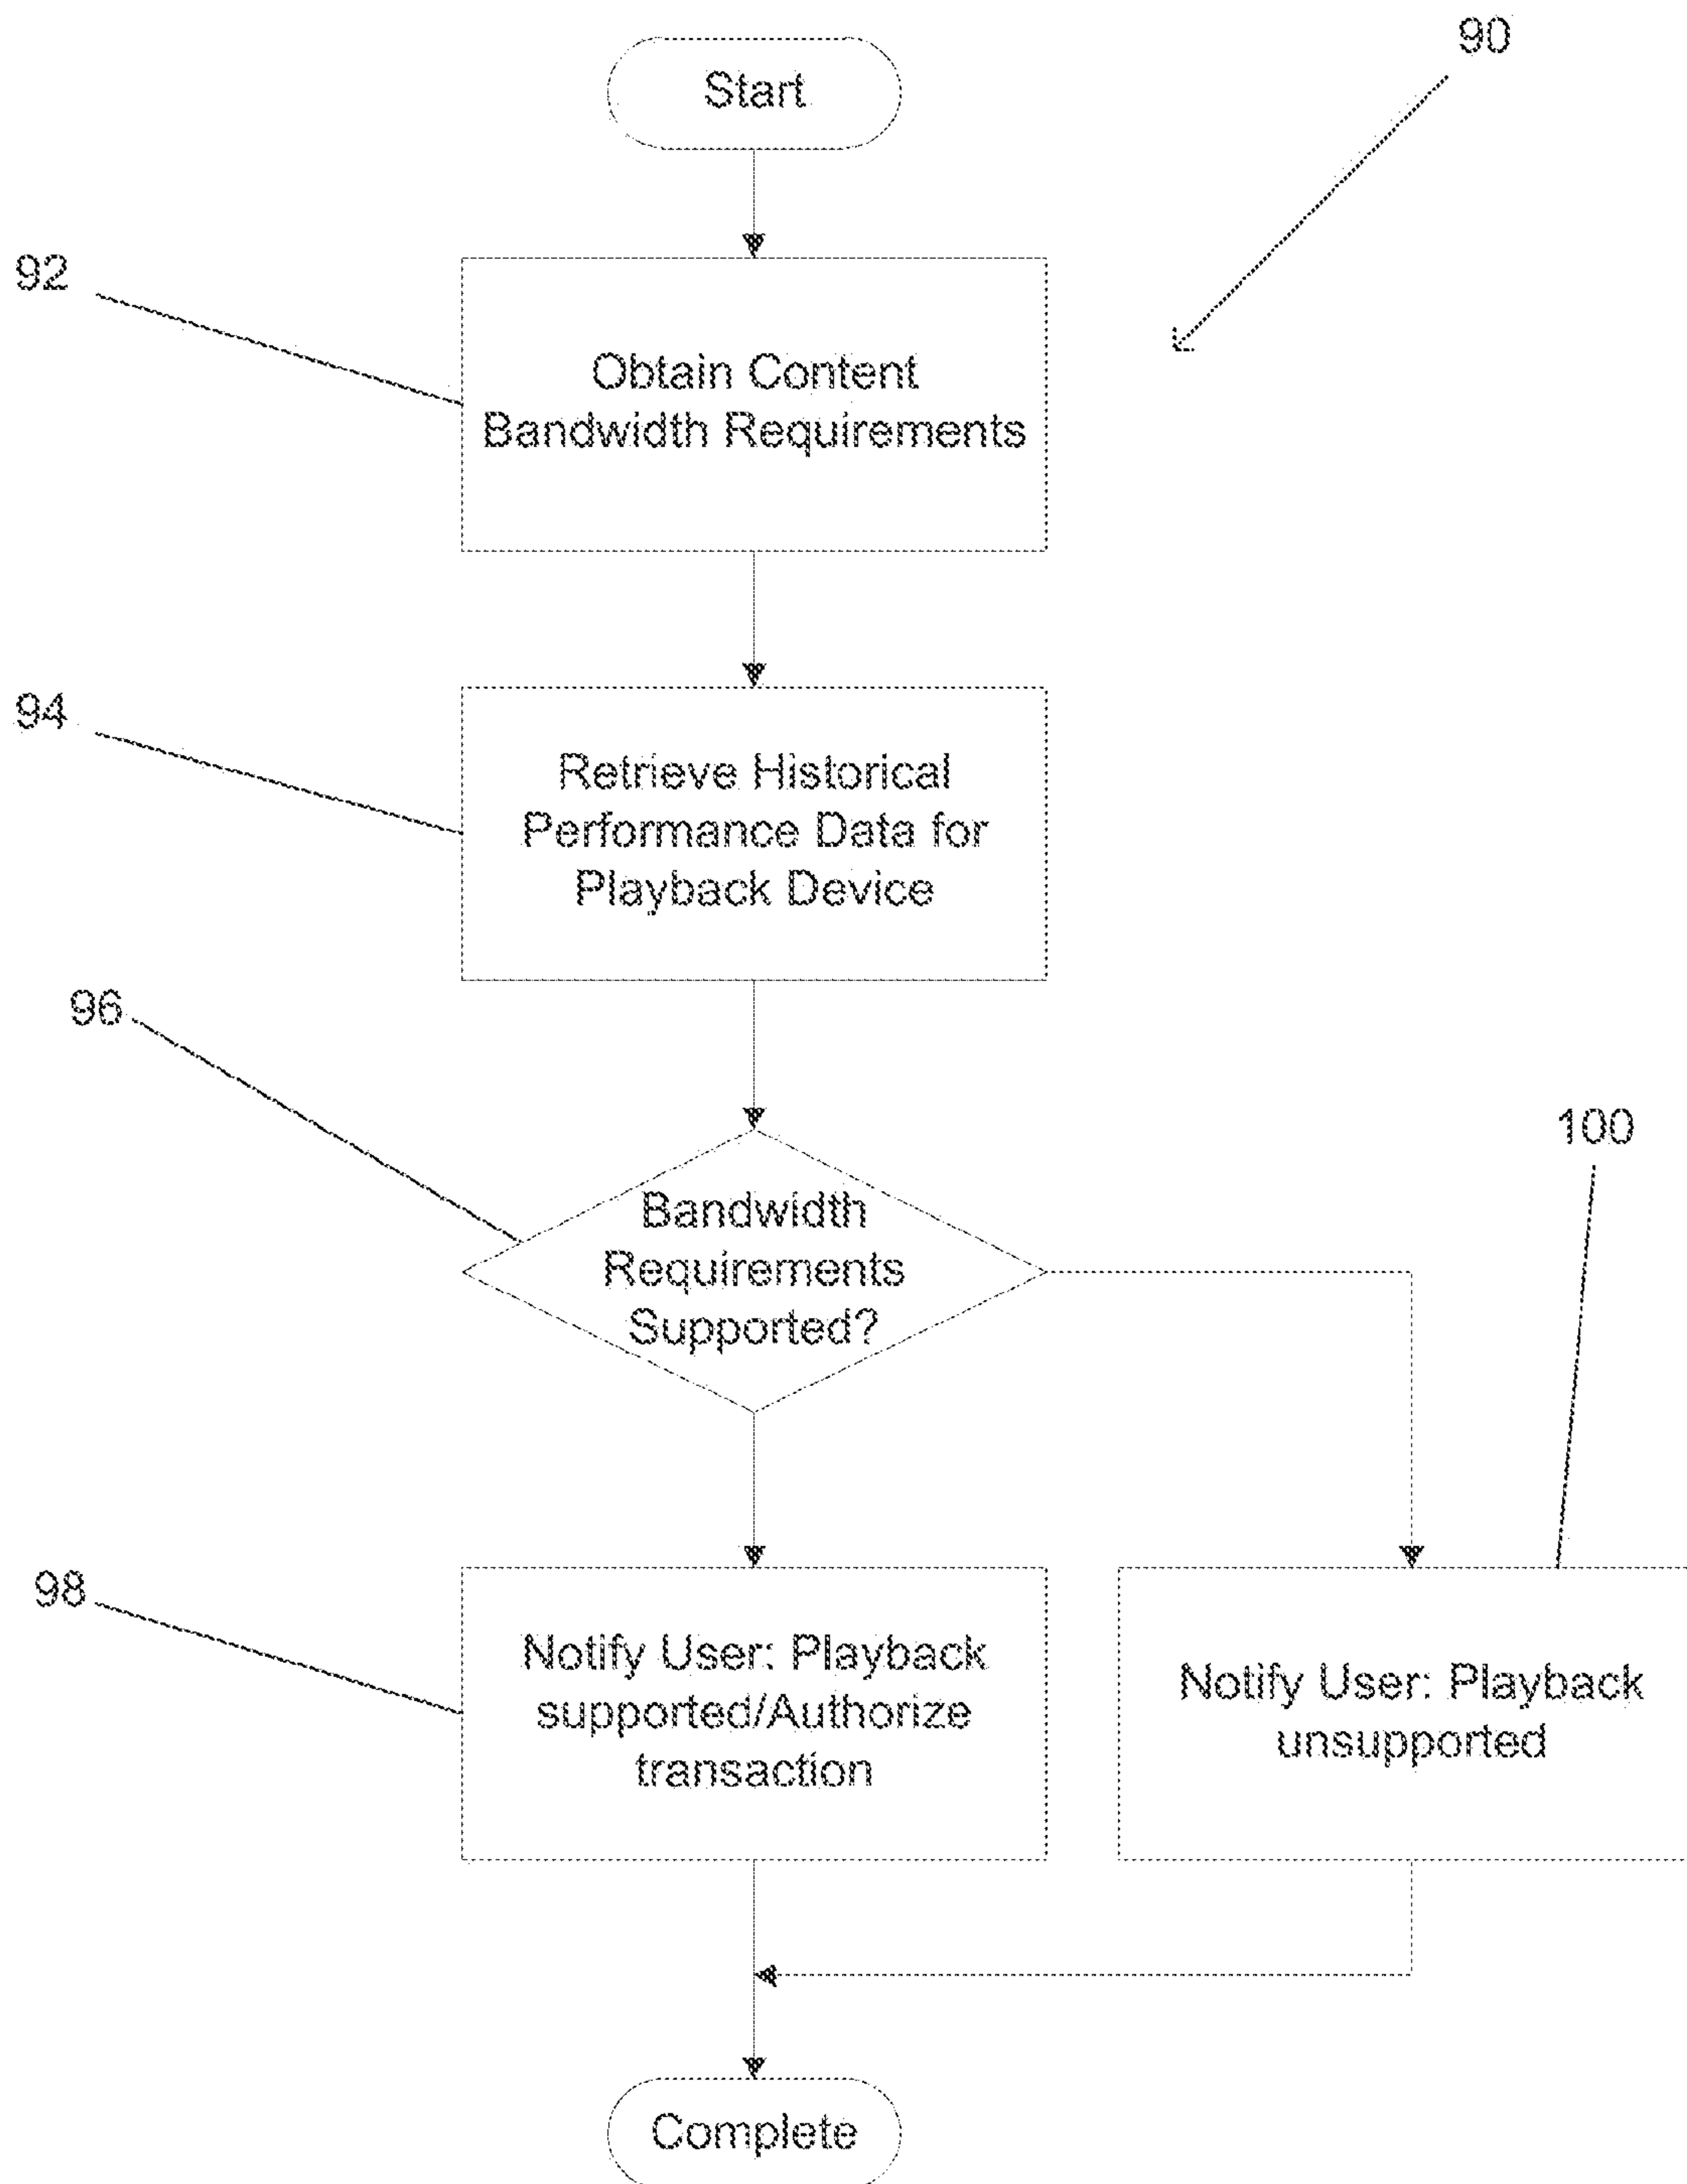 90
Start
92
Obtain Content
Bandwidth Requirements
94
Retrieve Historical
Performance Data for
Playback Device
96
Bandwidth
Requirements
Supported?
100
98
Notify User: Playback
supported/Authorize
transaction
Notify User: Playback
unsupported
Complete